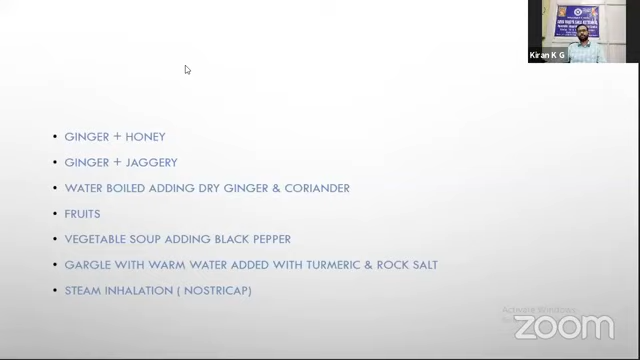 Kiran K G
GINGER + HONEY
GINGER + JAGGERY
WATER BOILED ADDING DRY GINGER & CORIANDER
FRUITS
VEGETABLE SOUP ADDING BLACK PEPPER
GARGLE WITH WARM WATER ADDED WITH TURMERIC & ROCK SALT
STEAM INHALATION ( NOSTRICAP)
Activate Windows
zoom